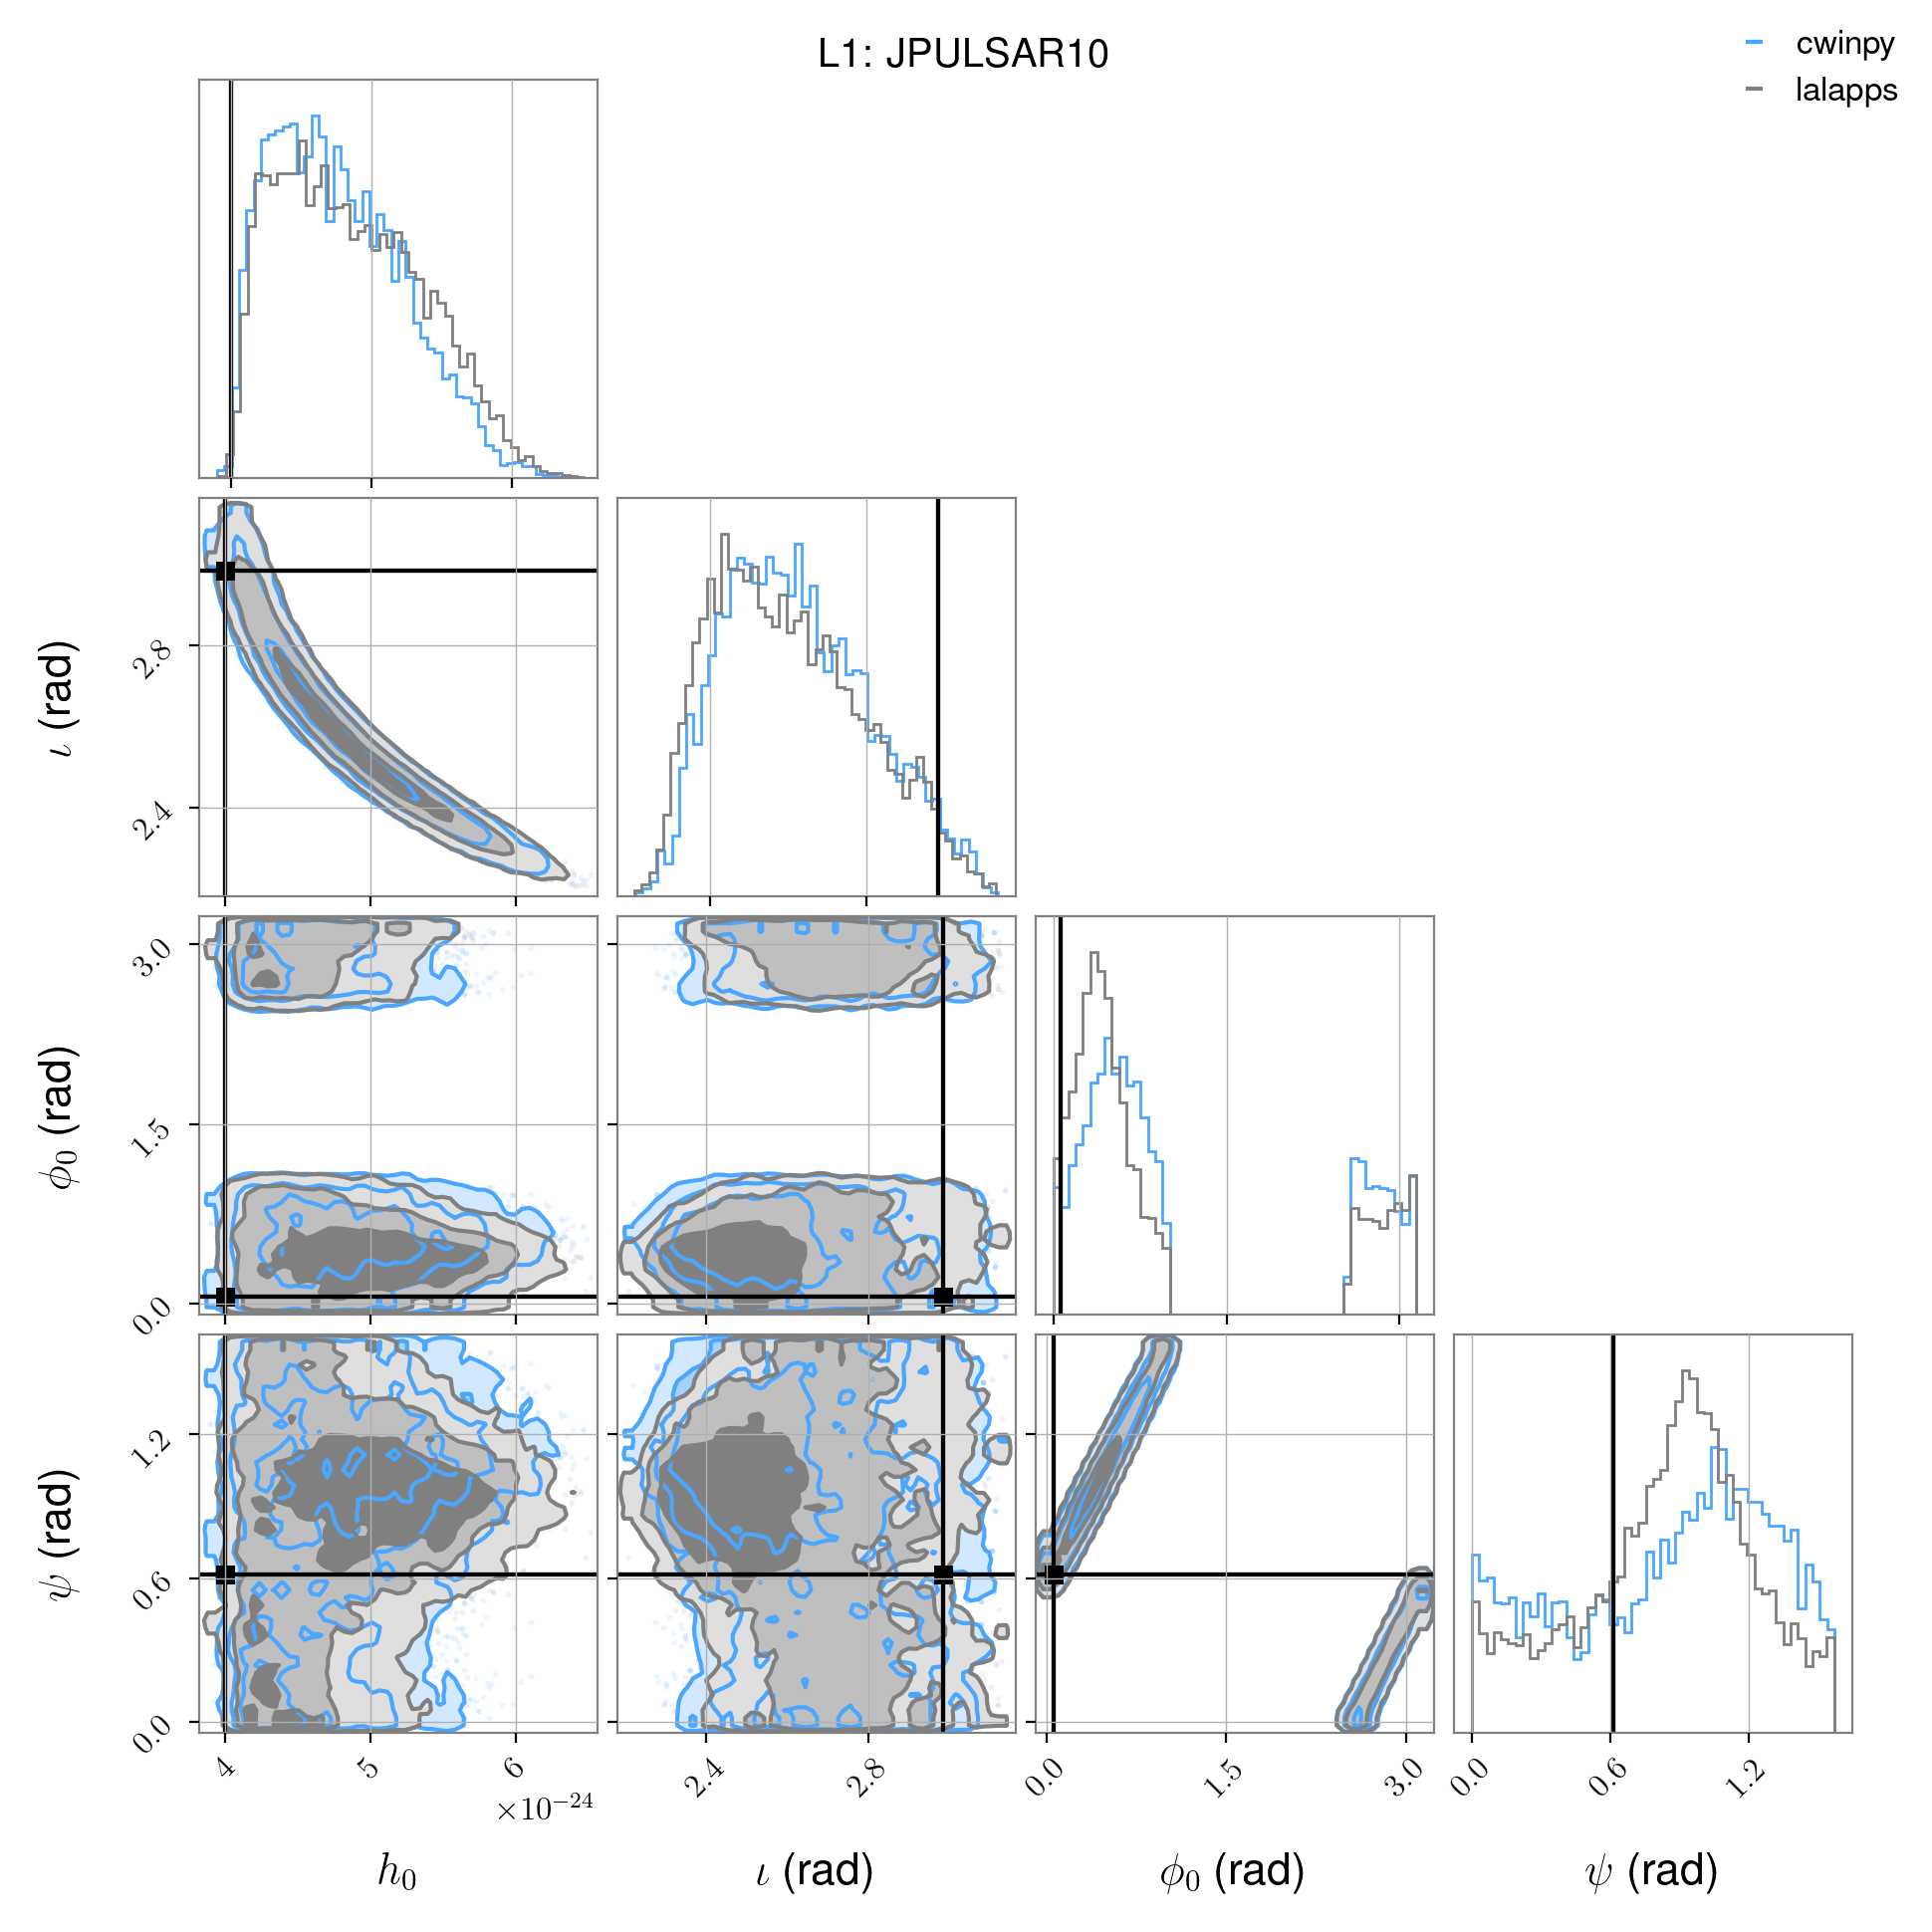 L1: JPULSAR10
cwinpy
lalapps
ι (rad)
2.8
2.4
ϕ₀ (rad)
3.0
1.5
0.0
ψ (rad)
1.2
0.6
0.0
4 5 6
×10⁻²⁴
2.4 2.8
0.0 1.5 3.0
0.0 0.6 1.2
h₀ ι (rad) ϕ₀ (rad) ψ (rad)